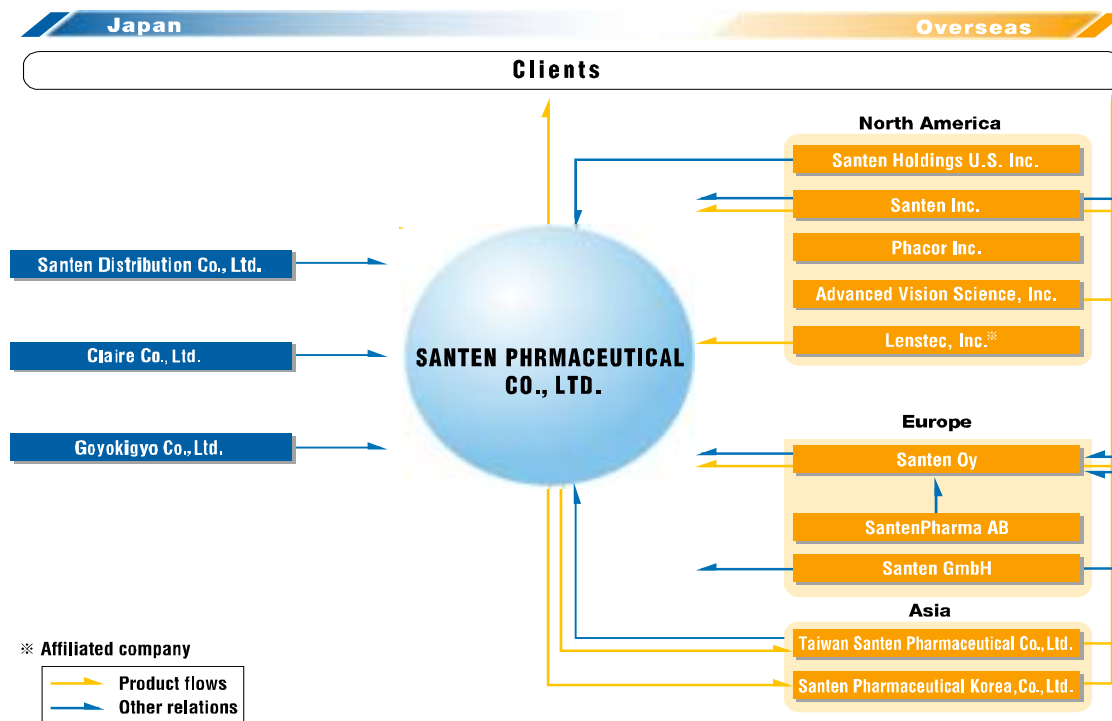 Japan
Overseas
Clients
North America
Santen Holdings U.S. Inc.
Santen Inc.
Phacor Inc.
Advanced Vision Science, Inc.
Lenstec, Inc.※
Santen Distribution Co., Ltd.
Claire Co., Ltd.
Goyokigyo Co., Ltd.
SANTEN PHRMACEUTICAL
CO., LTD.
Europe
Santen Oy
SantenPharma AB
Santen GmbH
Asia
Taiwan Santen Pharmaceutical Co., Ltd.
Santen Pharmaceutical Korea, Co., Ltd.
※ Affiliated company
Product flows
Other relations